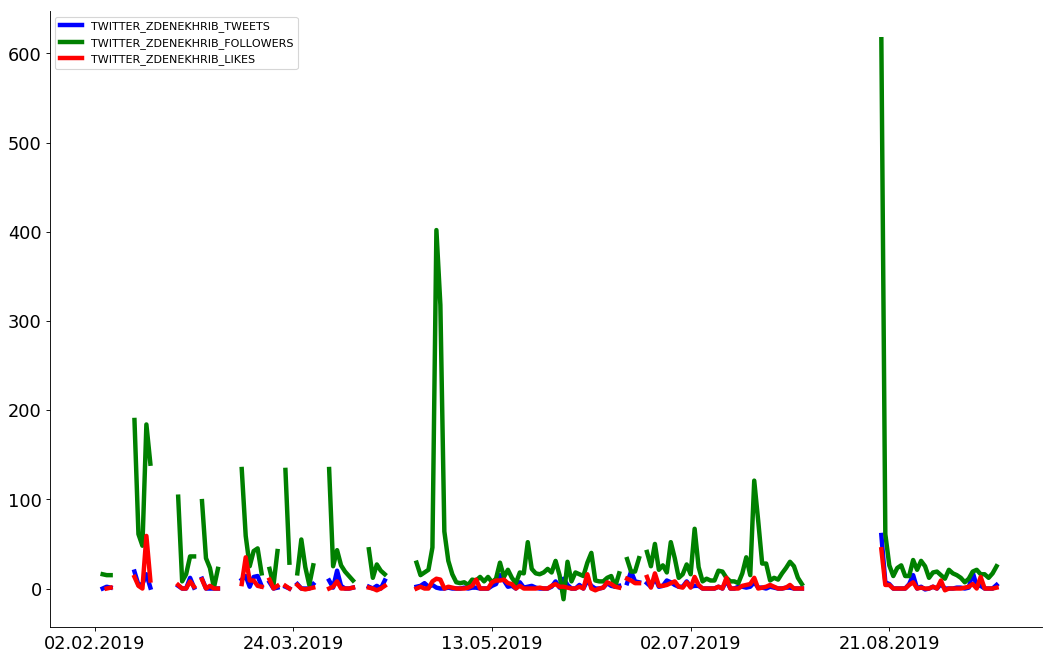 TWITTER_ZDENEKHRIB_TWEETS
TWITTER_ZDENEKHRIB_FOLLOWERS
TWITTER_ZDENEKHRIB_LIKES
600
500
400
300
200
100
0
02.02.2019 24.03.2019 13.05.2019 02.07.2019 21.08.2019